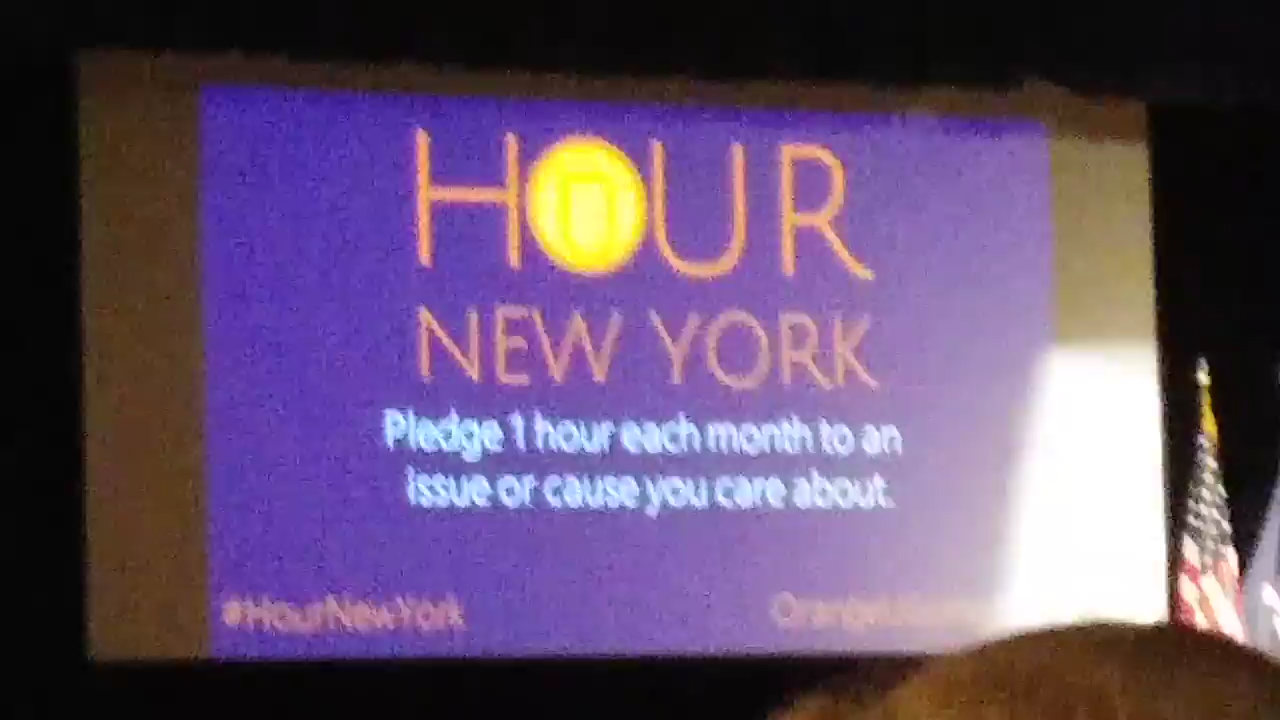 HOUR
NEW YORK
Pledge 1 hour each month to an
issue or cause you care about.
#HourNewYork